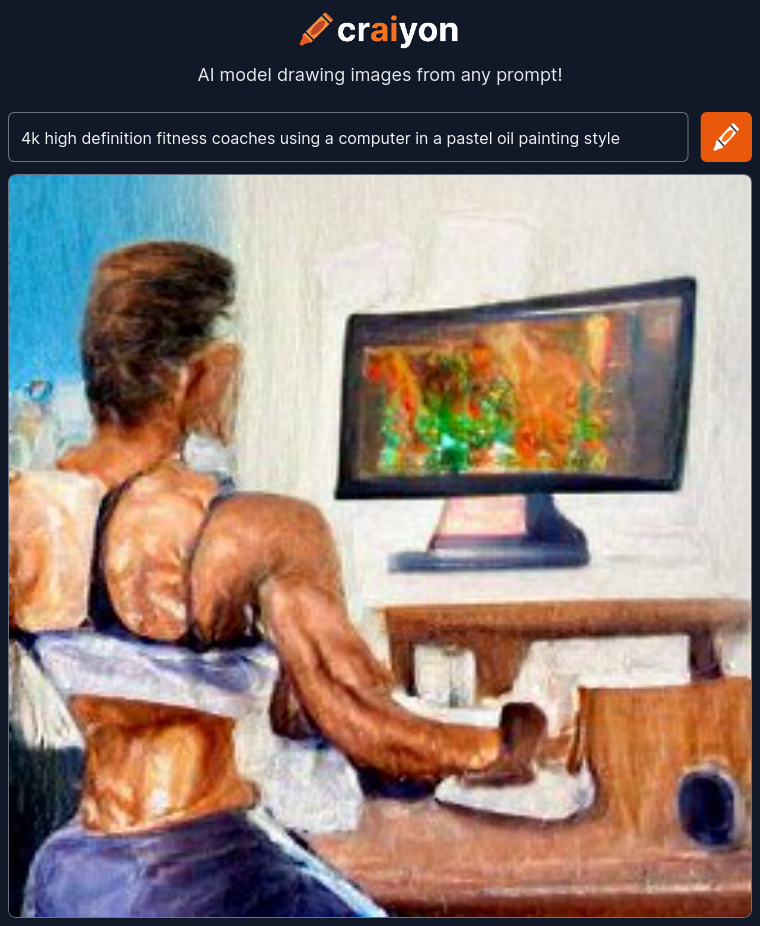 craiyon
AI model drawing images from any prompt!
4k high definition fitness coaches using a computer in a pastel oil painting style